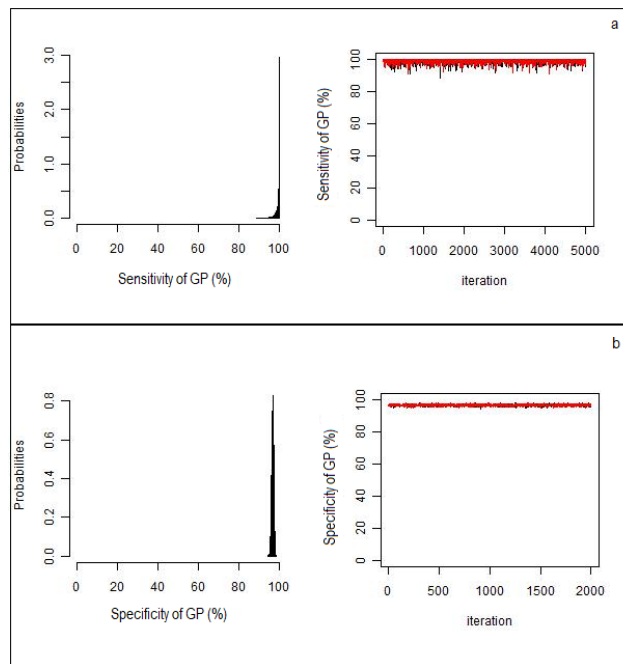 a
Probabilities
0.0 1.0 2.0 3.0
0 20 40 60 80 100
Sensitivity of GP (%)
Sensitivity of GP (%)
0 20 40 60 80 100
0 1000 2000 3000 4000 5000
iteration
b
Probabilities
0.0 0.2 0.4 0.6 0.8
0 20 40 60 80 100
Specificity of GP (%)
Specificity of GP (%)
0 20 40 60 80 100
0 500 1000 1500 2000
iteration